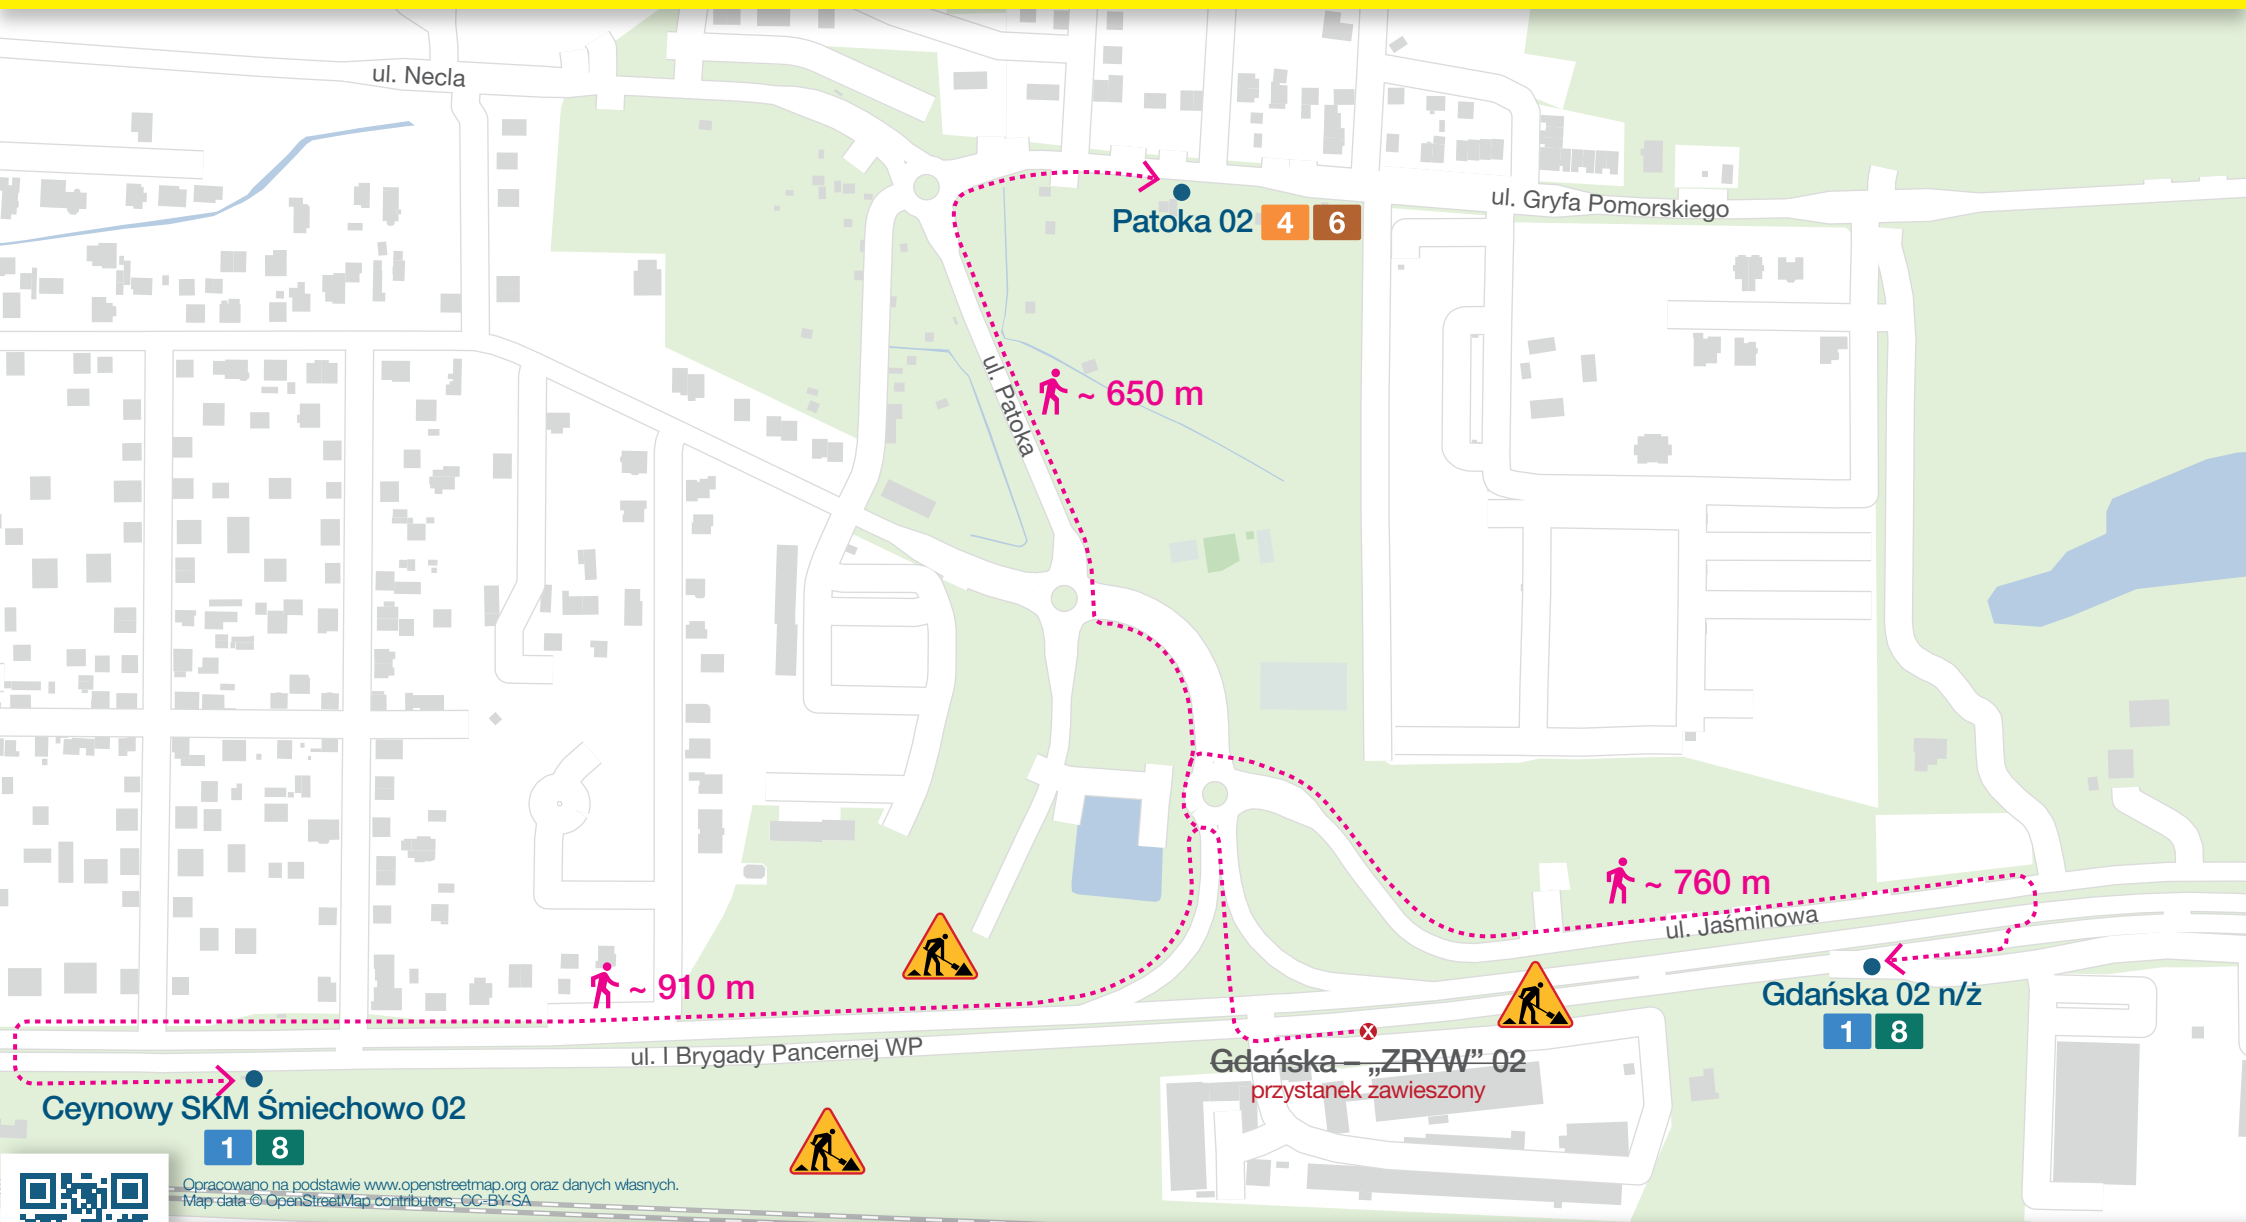 ul. Necla
ul. Gryfa Pomorskiego
Patoka 02 4 6
ul. Patoka
~ 650 m
~ 760 m
ul. Jaśminowa
~ 910 m
Gdańska 02 n/ż
1 8
ul. I Brygady Pancernej WP
Gdańska – „ZRYW” 02
przystanek zawieszony
Ceynowy SKM Śmiechowo 02
1 8
Opracowano na podstawie www.openstreetmap.org oraz danych własnych.
Map data © OpenStreetMap contributors, CC-BY-SA